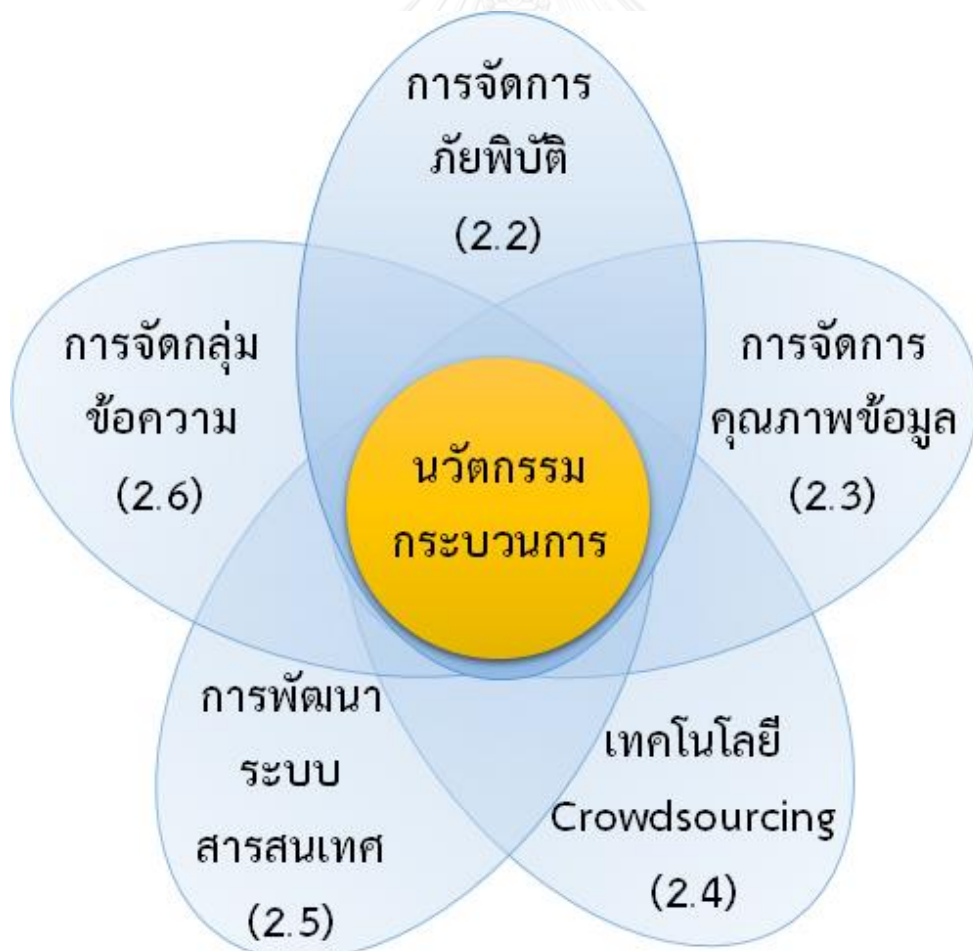 การจัดการ
ภัยพิบัติ
(2.2)
การจัดการ
คุณภาพข้อมูล
(2.3)
เทคโนโลยี
Crowdsourcing
(2.4)
การพัฒนา
ระบบ
สารสนเทศ
(2.5)
การจัดกลุ่ม
ข้อความ
(2.6)
นวัตกรรม
กระบวนการ